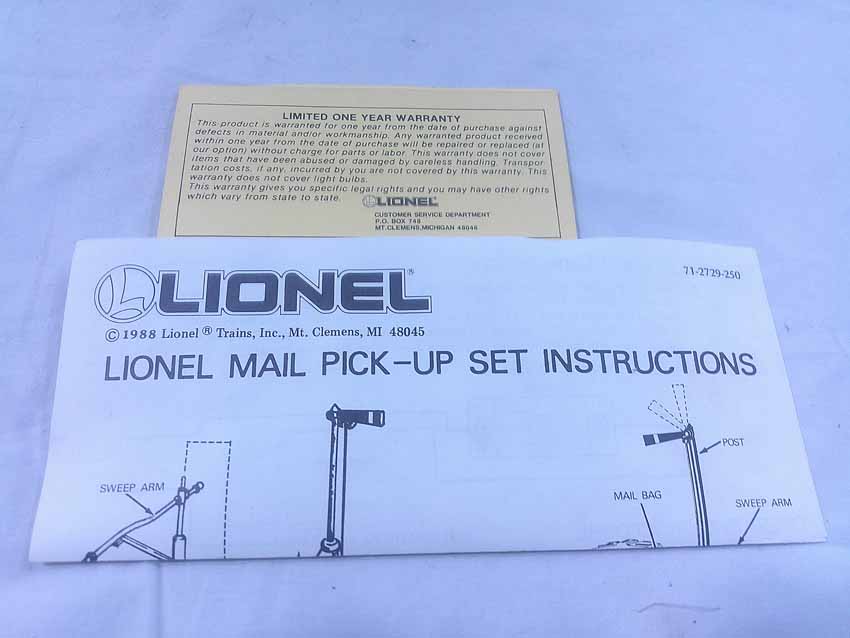 LIMITED ONE YEAR WARRANTY
This product is warranted for one year from the date of purchase against
defects in material and/or workmanship. Any warranted product received
within one year from the date of purchase will be repaired or replaced (at
our option) without charge for parts or labor. This warranty does not cover
items that have been abused or damaged by careless handling. Transpor
tation costs, if any, incurred by you are not covered by this warranty. This
warranty does not cover light bulbs.
This warranty gives you specific legal rights and you may have other rights
which vary from state to state.
LIONEL
CUSTOMER SERVICE DEPARTMENT
P.O. BOX 748
MT. CLEMENS, MICHIGAN 48046
L LIONEL®
71-2729-250
© 1988 Lionel ® Trains, Inc., Mt. Clemens, MI 48045
LIONEL MAIL PICK-UP SET INSTRUCTIONS
POST
SWEEP ARM
MAIL BAG
SWEEP ARM